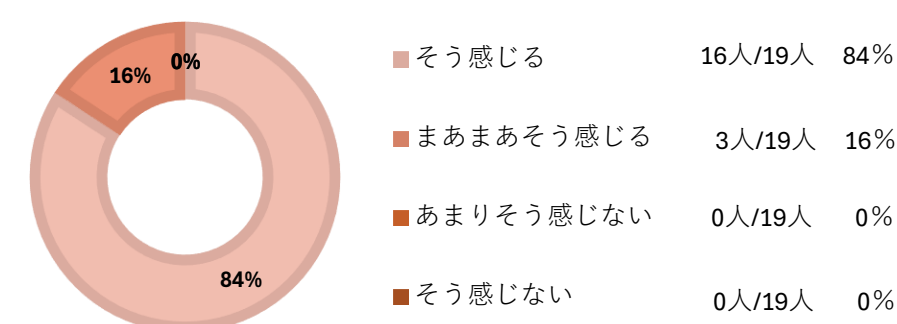 0%
16%
84%
そう感じる 16人/19人 84%
まあまあそう感じる 3人/19人 16%
あまりそう感じない 0人/19人 0%
そう感じない 0人/19人 0%